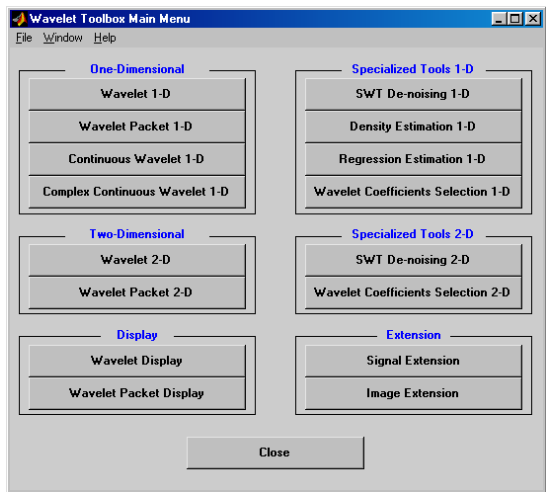 Wavelet Toolbox Main Menu
File Window Help
One-Dimensional
Wavelet 1-D
Wavelet Packet 1-D
Continuous Wavelet 1-D
Complex Continuous Wavelet 1-D
Specialized Tools 1-D
SWT De-noising 1-D
Density Estimation 1-D
Regression Estimation 1-D
Wavelet Coefficients Selection 1-D
Two-Dimensional
Wavelet 2-D
Wavelet Packet 2-D
Specialized Tools 2-D
SWT De-noising 2-D
Wavelet Coefficients Selection 2-D
Display
Wavelet Display
Wavelet Packet Display
Extension
Signal Extension
Image Extension
Close